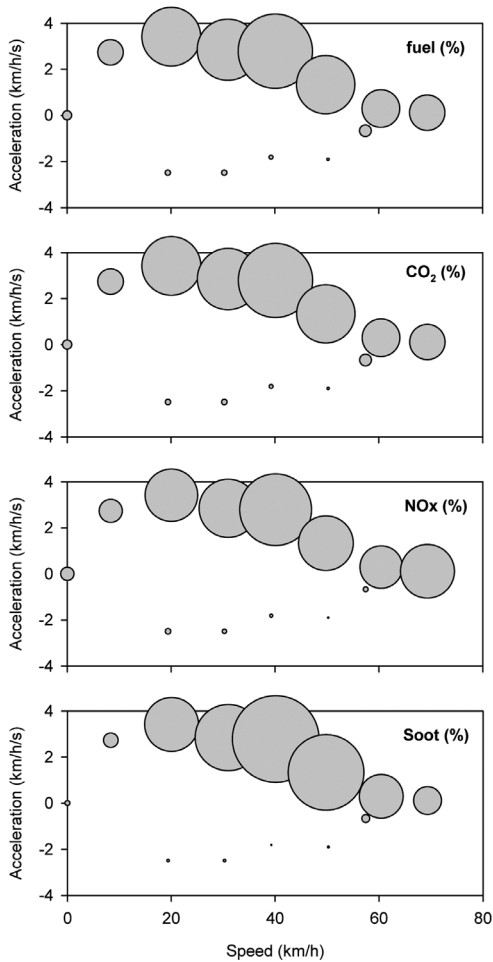 4
fuel (%)
2
0
-2
-4
Acceleration (km/h/s)
4
CO₂ (%)
2
0
-2
-4
Acceleration (km/h/s)
4
NOx (%)
2
0
-2
-4
Acceleration (km/h/s)
4
Soot (%)
2
0
-2
-4
Acceleration (km/h/s)
0 20 40 60 80
Speed (km/h)